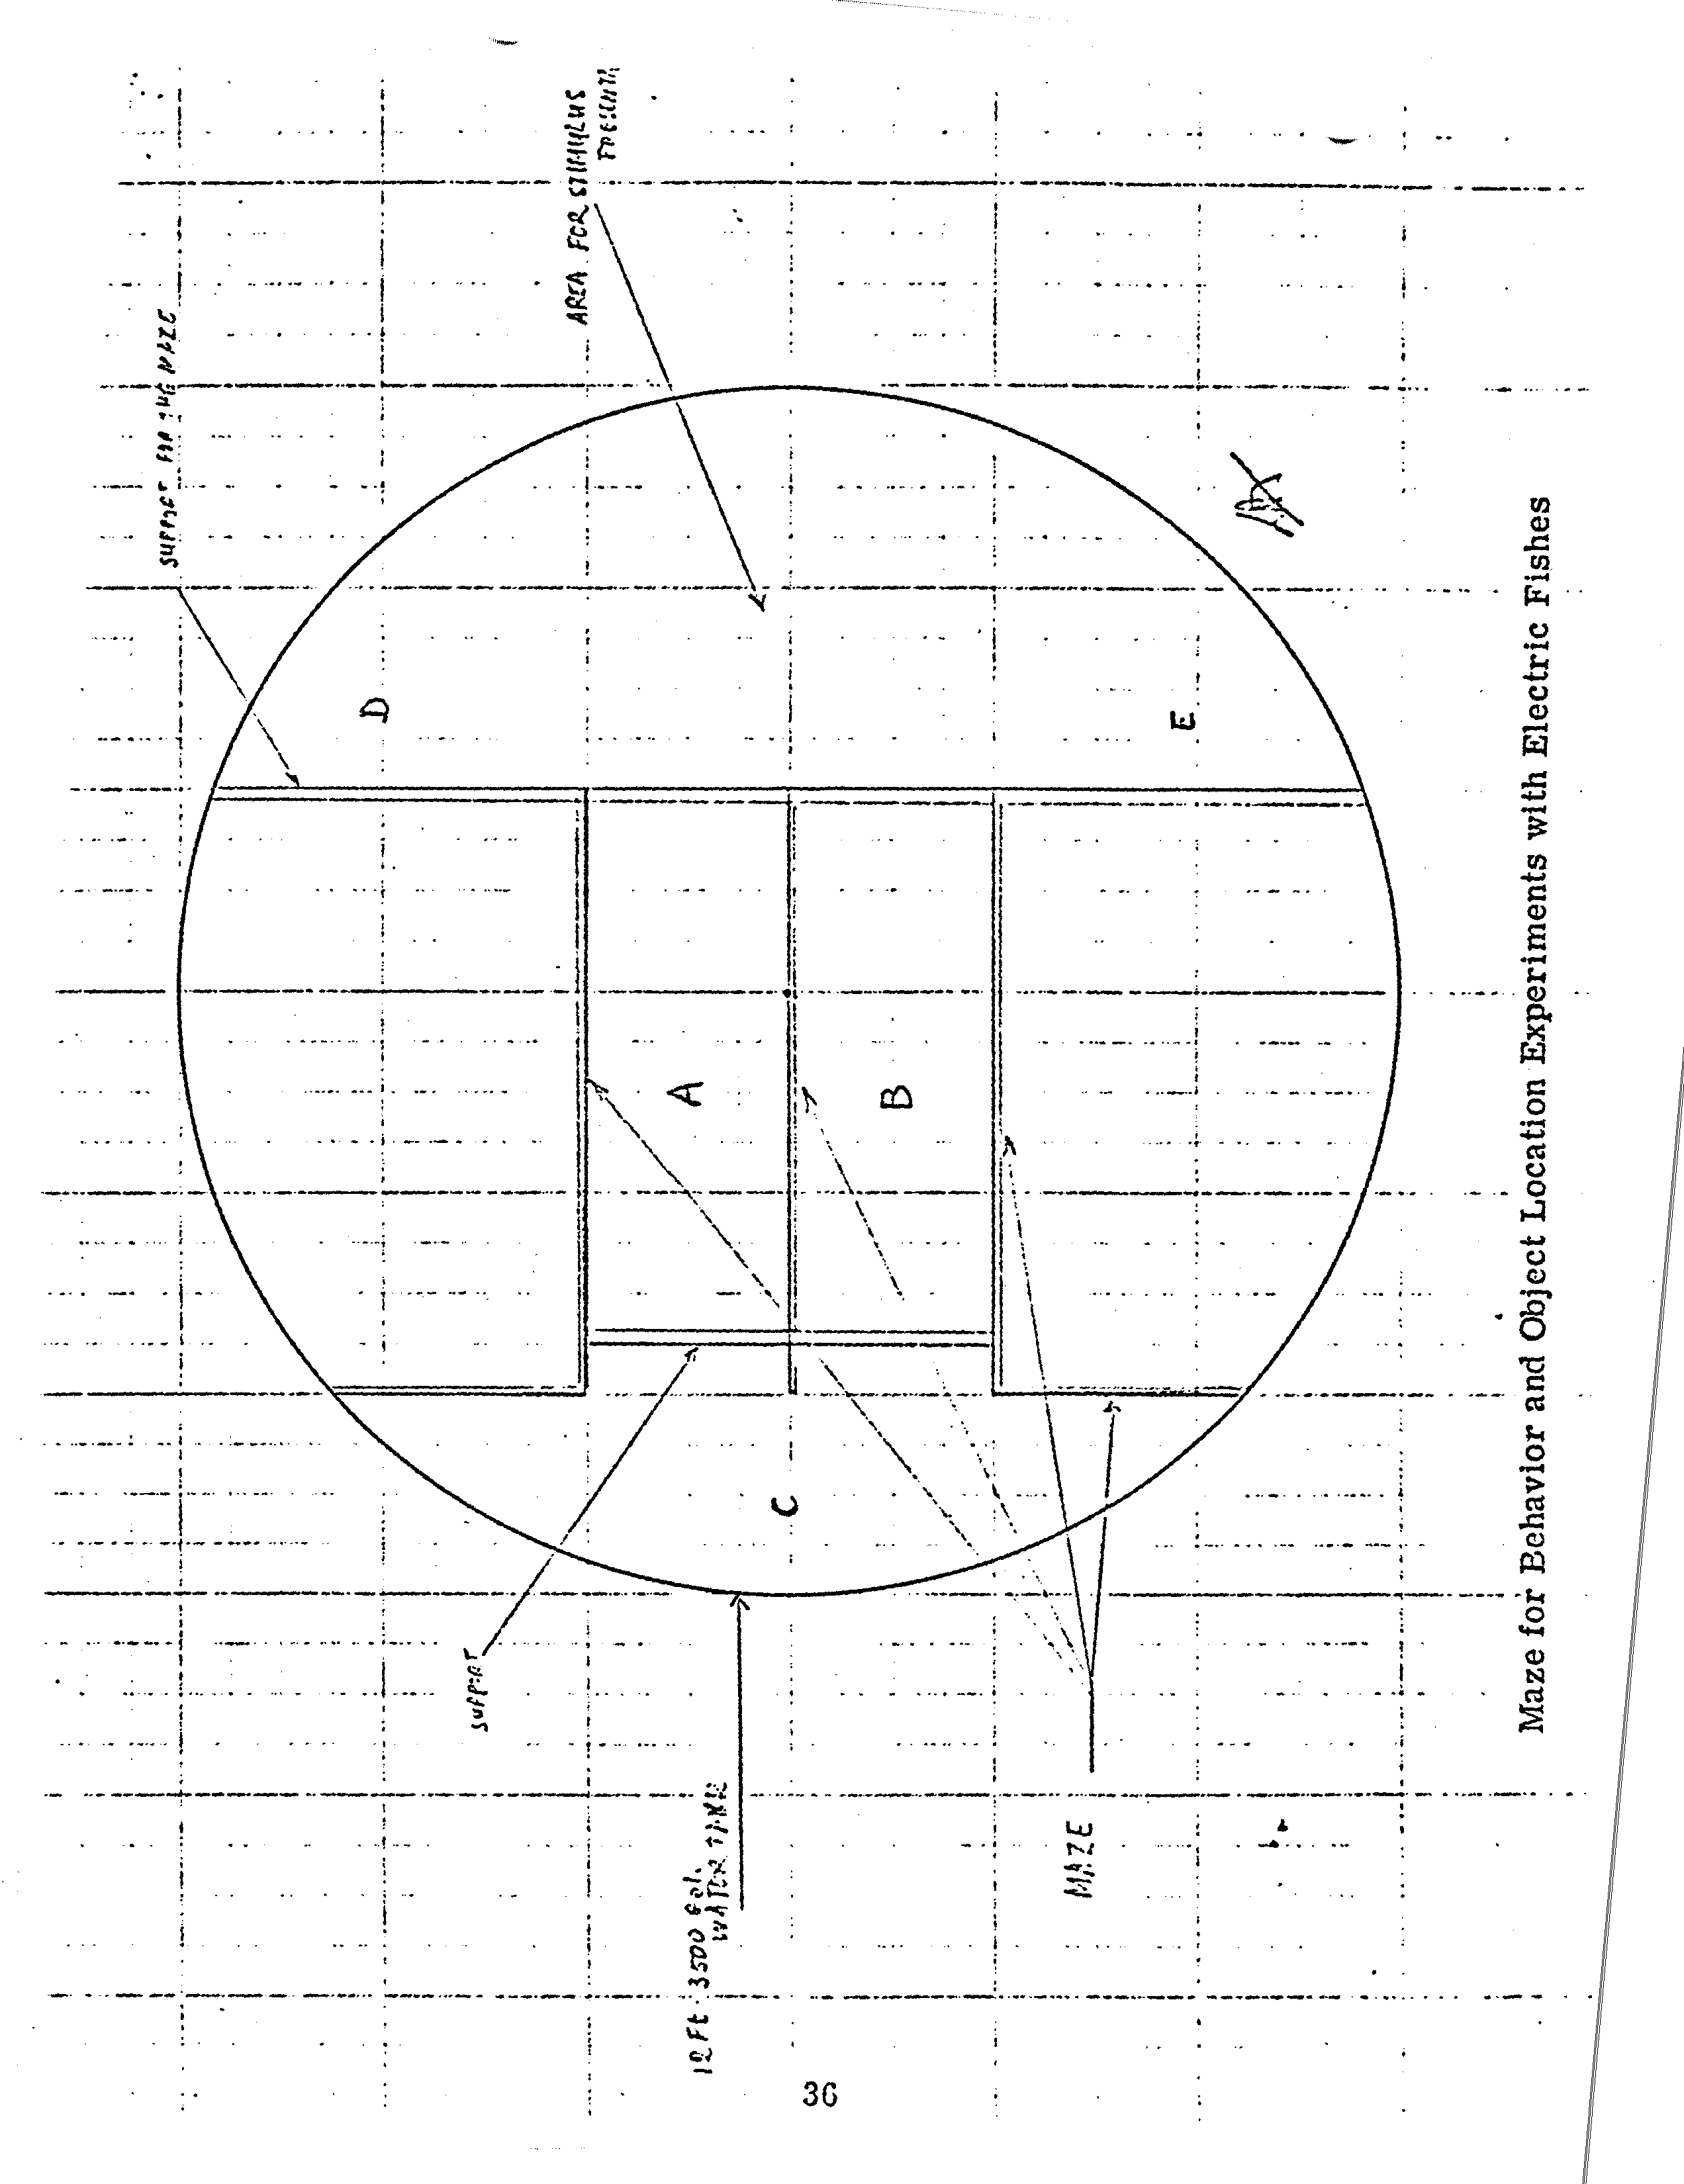 SUPPORT FOR THE MAZE
AREA FOR STIMULUS
D
E
A
B
C
SUPPORT
12 Ft. 3500 Gal.
WATER TANK
MAZE
Maze for Behavior and Object Location Experiments with Electric Fishes
36